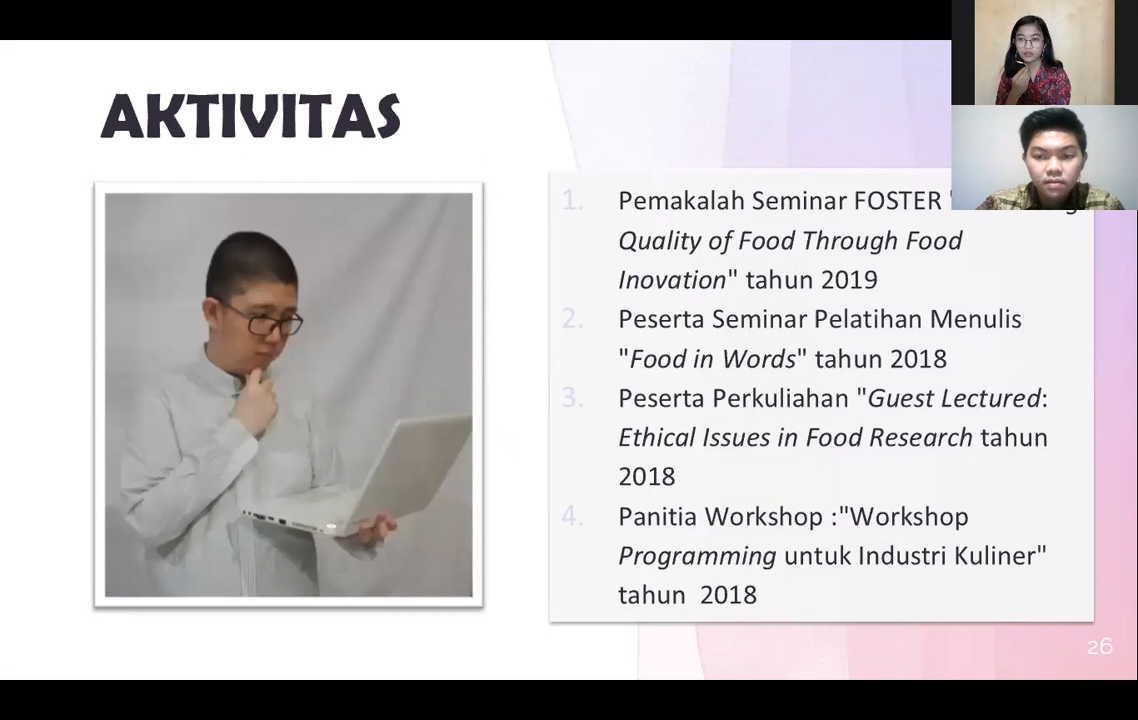 AKTIVITAS
1. Pemakalah Seminar FOSTER "
Quality of Food Through Food
Inovation" tahun 2019
2. Peserta Seminar Pelatihan Menulis
"Food in Words" tahun 2018
3. Peserta Perkuliahan "Guest Lectured:
Ethical Issues in Food Research tahun
2018
4. Panitia Workshop :"Workshop
Programming untuk Industri Kuliner"
tahun  2018
26